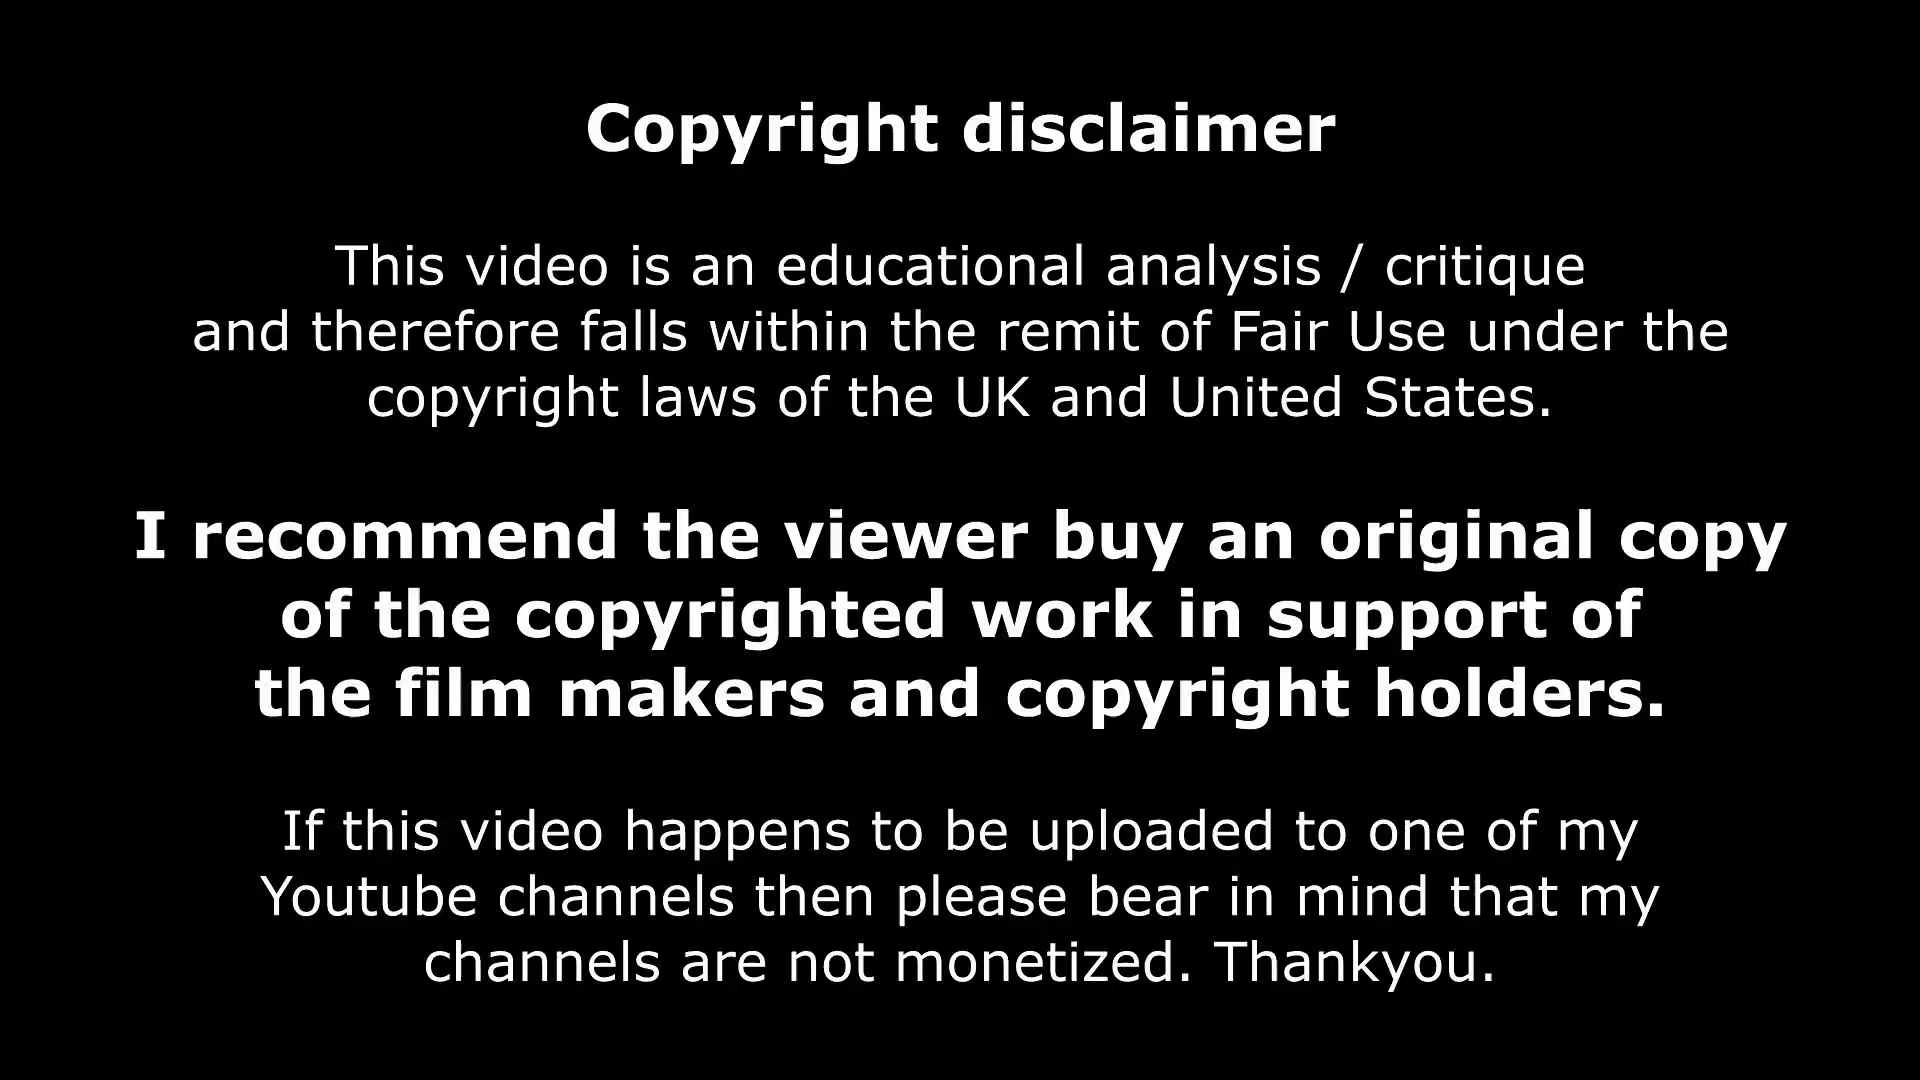 Copyright disclaimer
This video is an educational analysis / critique
and therefore falls within the remit of Fair Use under the
copyright laws of the UK and United States.
I recommend the viewer buy an original copy
of the copyrighted work in support of
the film makers and copyright holders.
If this video happens to be uploaded to one of my
Youtube channels then please bear in mind that my
channels are not monetized. Thankyou.